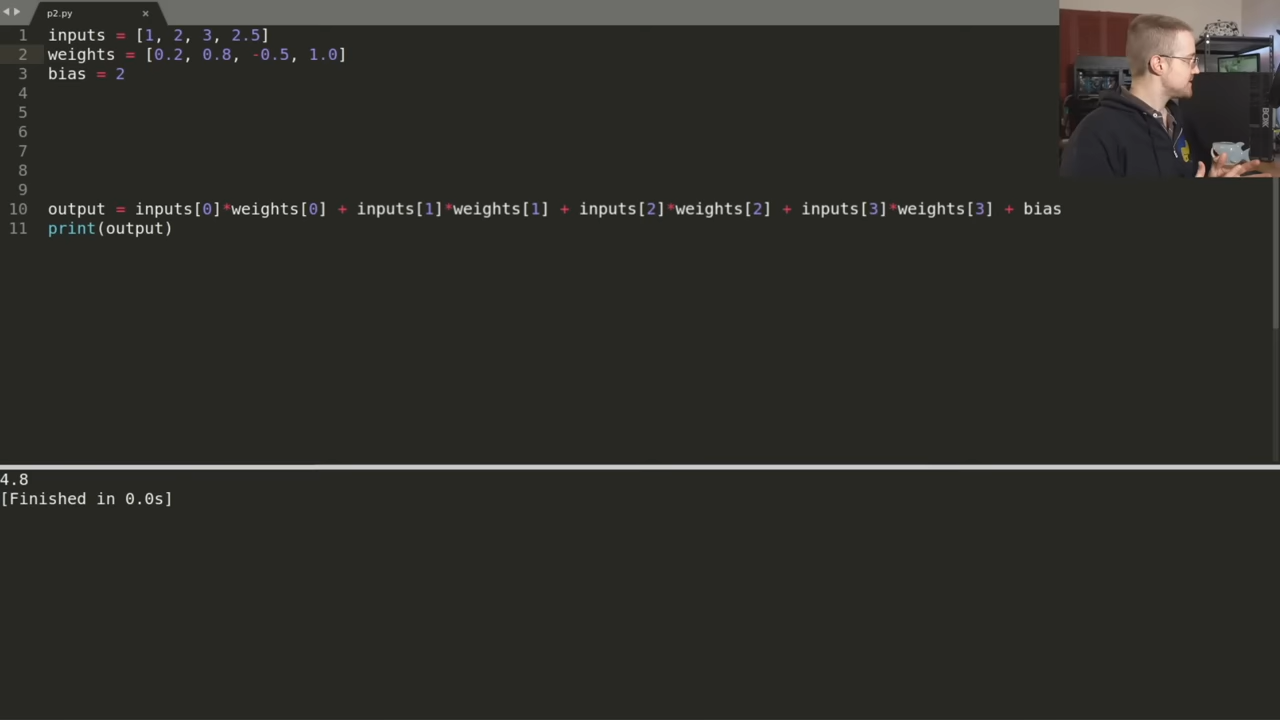 p2.py ×
1 inputs = [1, 2, 3, 2.5]
2 weights = [0.2, 0.8, -0.5, 1.0]
3 bias = 2
4
5
6
7
8
9
10 output = inputs[0]*weights[0] + inputs[1]*weights[1] + inputs[2]*weights[2] + inputs[3]*weights[3] + bias
11 print(output)
4.8
[Finished in 0.0s]